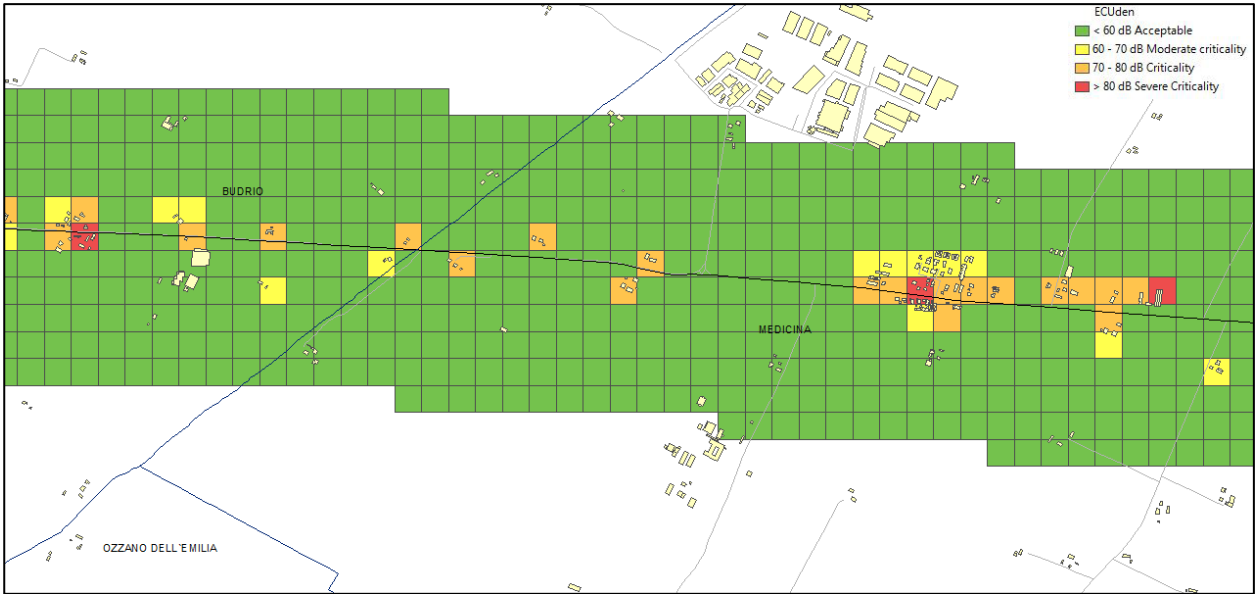 ECUden
< 60 dB Acceptable
60 - 70 dB Moderate criticality
70 - 80 dB Criticality
> 80 dB Severe Criticality
BUDRIO
MEDICINA
OZZANO DELL'EMILIA